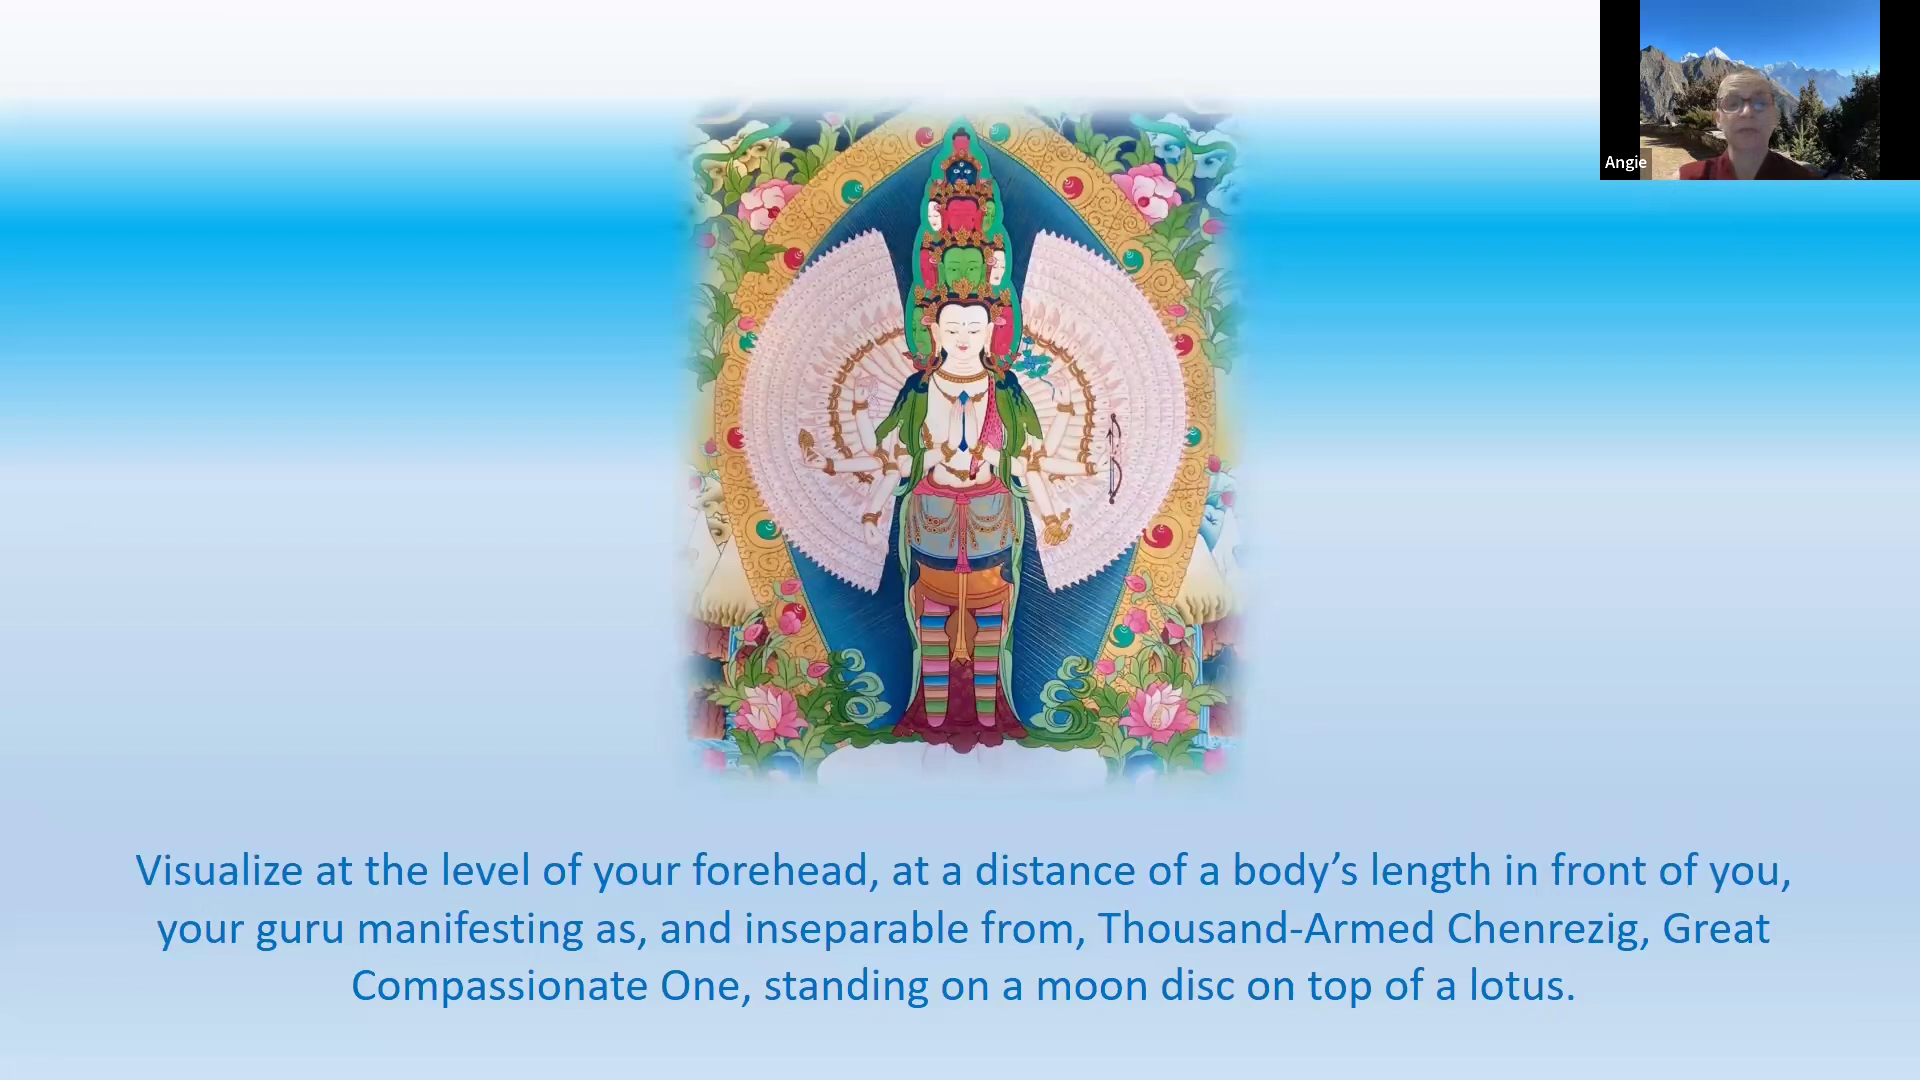 Angie
Visualize at the level of your forehead, at a distance of a body’s length in front of you,
your guru manifesting as, and inseparable from, Thousand-Armed Chenrezig, Great
Compassionate One, standing on a moon disc on top of a lotus.